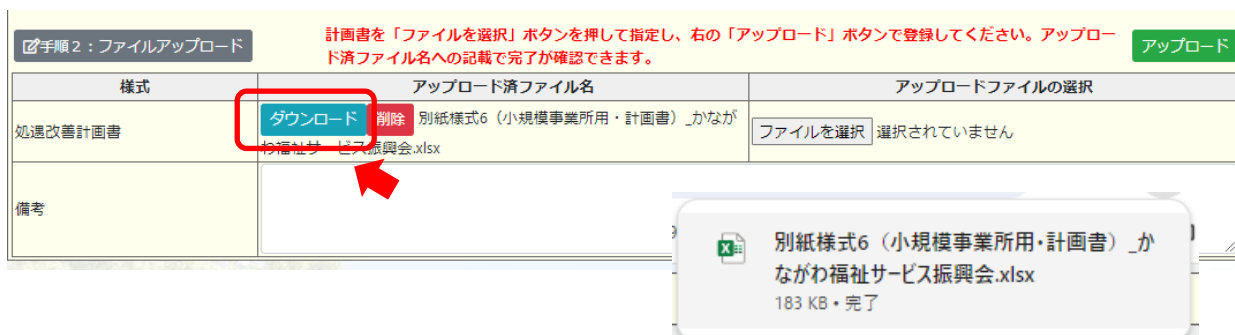 手順2:ファイルアップロード
計画書を「ファイルを選択」ボタンを押して指定し、右の「アップロード」ボタンで登録してください。アップロー
ド済ファイル名への記載で完了が確認できます。
アップロード
様式
アップロード済ファイル名
アップロードファイルの選択
処遇改善計画書
ダウンロード 削除 別紙様式6（小規模事業所用・計画書）_かなが
わ福祉サービス振興会.xlsx
ファイルを選択 選択されていません
備考
別紙様式6（小規模事業所用・計画書）_か
ながわ福祉サービス振興会.xlsx
183 KB • 完了